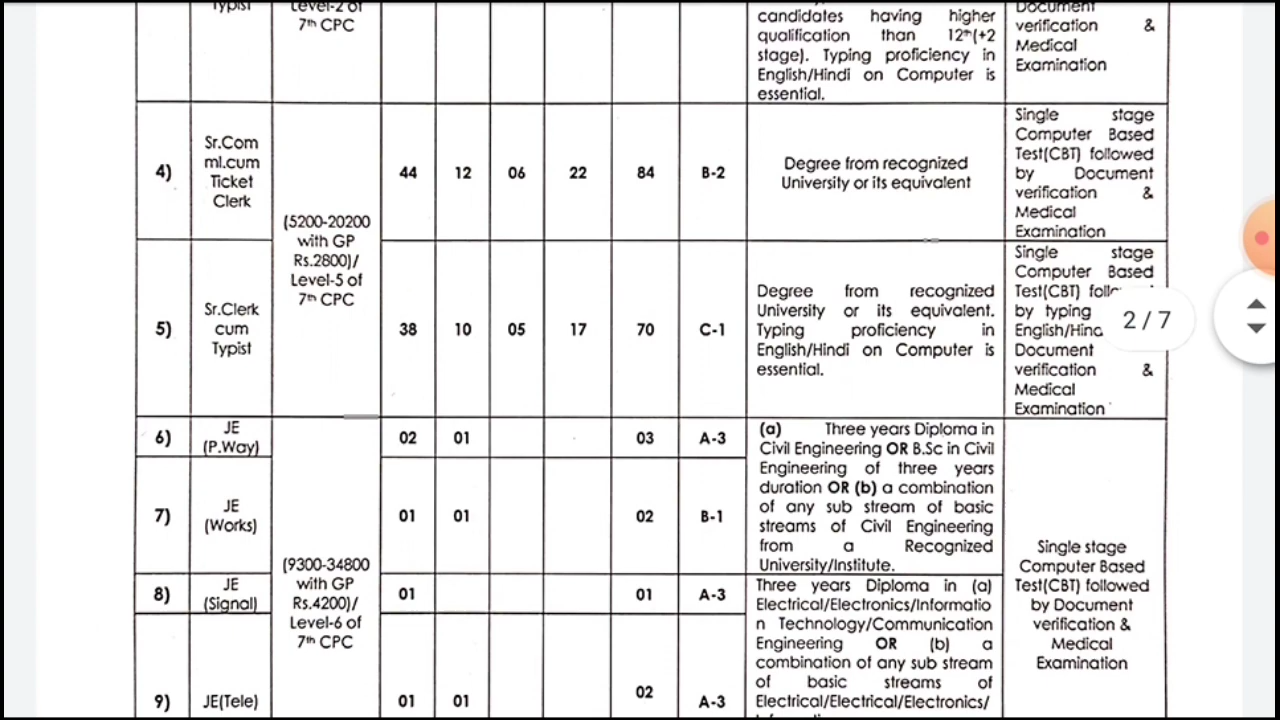 Typist
Level-2 of
7th CPC
candidates having higher
qualification than 12th(+2
stage). Typing proficiency in
English/Hindi on Computer is
essential.
Document
verification &
Medical
Examination
4)
Sr.Com
ml.cum
Ticket
Clerk
(5200-20200
with GP
Rs.2800)/
Level-5 of
7th CPC
44 12 06 22 84 B-2
Degree from recognized
University or its equivalent
Single stage
Computer Based
Test(CBT) followed
by Document
verification &
Medical
Examination
5)
Sr.Clerk
cum
Typist
38 10 05 17 70 C-1
Degree from recognized
University or its equivalent.
Typing proficiency in
English/Hindi on Computer is
essential.
Single stage
Computer Based
Test(CBT)
by typing
Document
verification &
Medical
Examination
2 / 7
6)
JE
(P.Way)
(9300-34800
with GP
Rs.4200)/
Level-6 of
7th CPC
02 01 03 A-3
(a) Three years Diploma in
Civil Engineering OR B.Sc in Civil
Engineering of three years
duration OR (b) a combination
of any sub stream of basic
streams of Civil Engineering
from a Recognized
University/Institute.
Single stage
Computer Based
Test(CBT) followed
by Document
verification &
Medical
Examination
7)
JE
(Works)
01 01 02 B-1
8)
JE
(Signal)
01 01 A-3
Three years Diploma in (a)
Electrical/Electronics/Informatio
n Technology/Communication
Engineering OR (b) a
combination of any sub stream
of basic streams of
Electrical/Electrical/Electronics/
9)
JE(Tele)
01 01 02 A-3